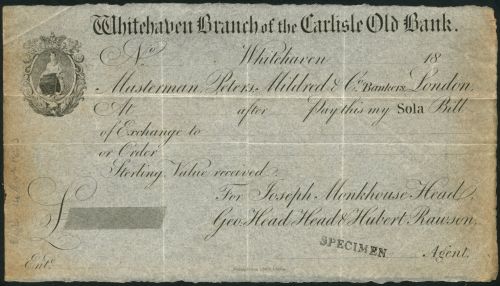 Whitehaven Branch of the Carlisle Old Bank.
No Whitehaven 18
Masterman Peters, Mildred & Co. Bankers, London.
At after Pay this my Sola Bill
of Exchange to
or Order
Sterling Value received.
For Joseph Monkhouse Head,
£ Geo. Head Head & Hubert Rawson.
SPECIMEN
Entd. Agent.